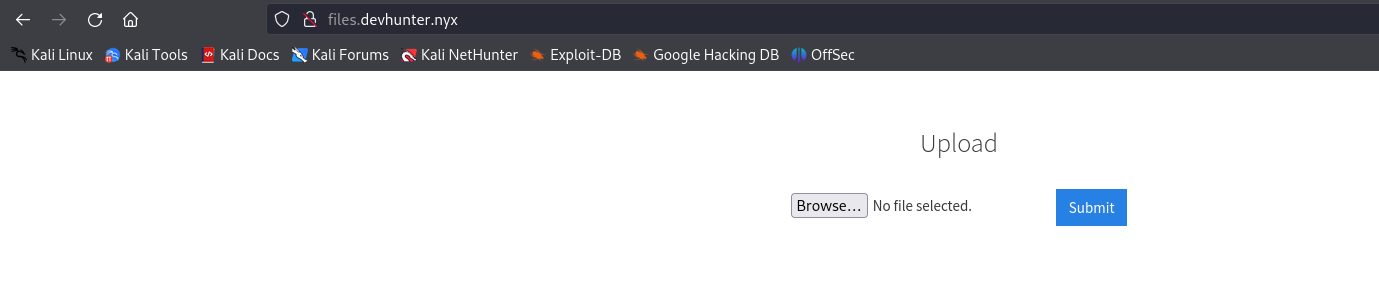 files.devhunter.nyx
Kali Linux Kali Tools Kali Docs Kali Forums Kali NetHunter Exploit-DB Google Hacking DB OffSec
Upload
Browse... No file selected. Submit